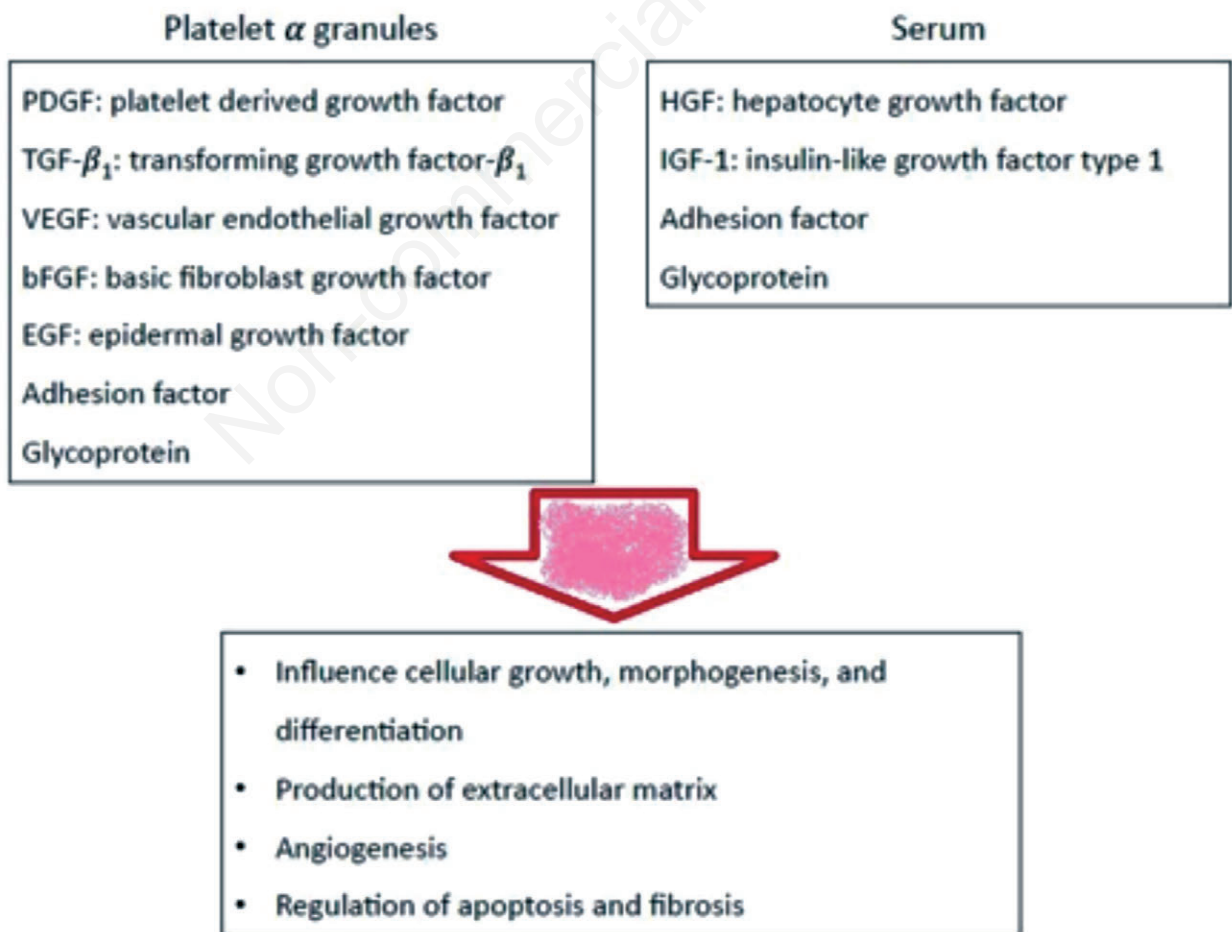 Platelet α granules
PDGF: platelet derived growth factor
TGF-β₁: transforming growth factor-β₁
VEGF: vascular endothelial growth factor
bFGF: basic fibroblast growth factor
EGF: epidermal growth factor
Adhesion factor
Glycoprotein
Serum
HGF: hepatocyte growth factor
IGF-1: insulin-like growth factor type 1
Adhesion factor
Glycoprotein
• Influence cellular growth, morphogenesis, and
differentiation
• Production of extracellular matrix
• Angiogenesis
• Regulation of apoptosis and fibrosis
Non-commercial